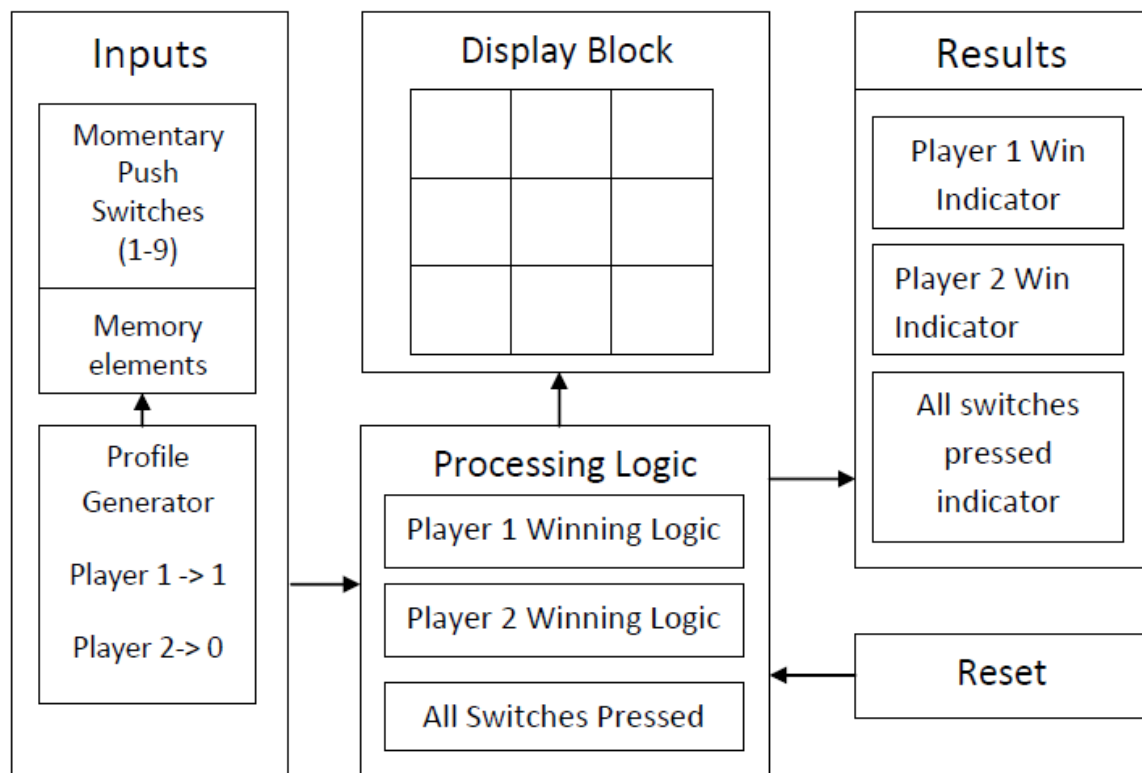 Inputs
Momentary
Push
Switches
(1-9)
Memory
elements
Profile
Generator
Player 1 -> 1
Player 2-> 0
Display Block
Processing Logic
Player 1 Winning Logic
Player 2 Winning Logic
All Switches Pressed
Results
Player 1 Win
Indicator
Player 2 Win
Indicator
All switches
pressed
indicator
Reset